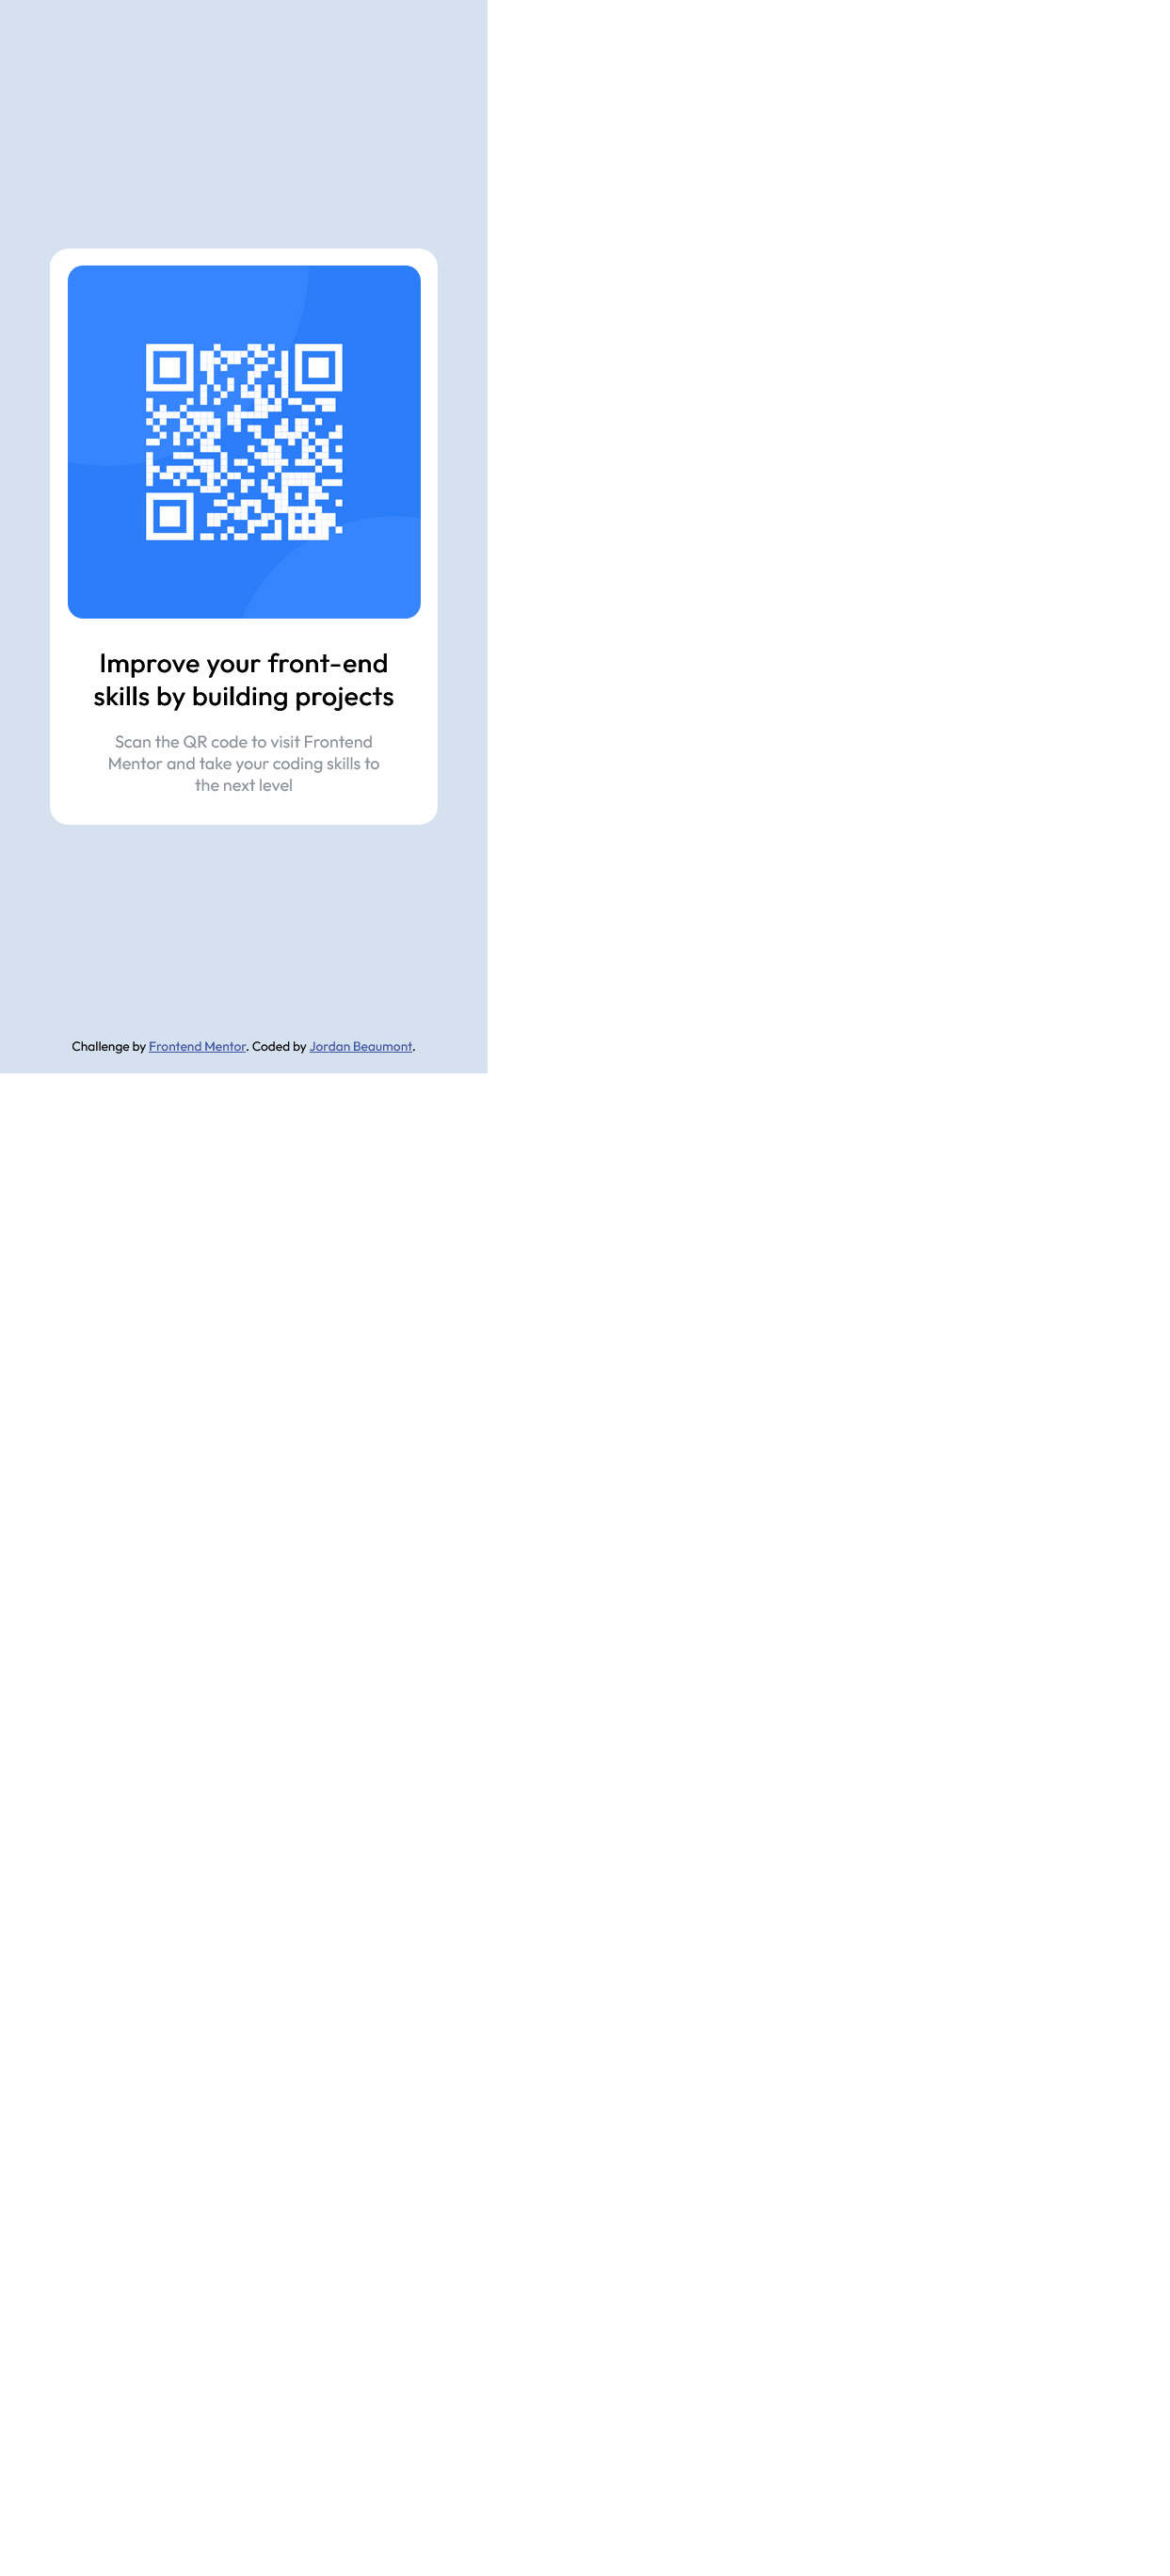 Improve your front-end
skills by building projects
Scan the QR code to visit Frontend
Mentor and take your coding skills to
the next level
Challenge by Frontend Mentor. Coded by Jordan Beaumont.